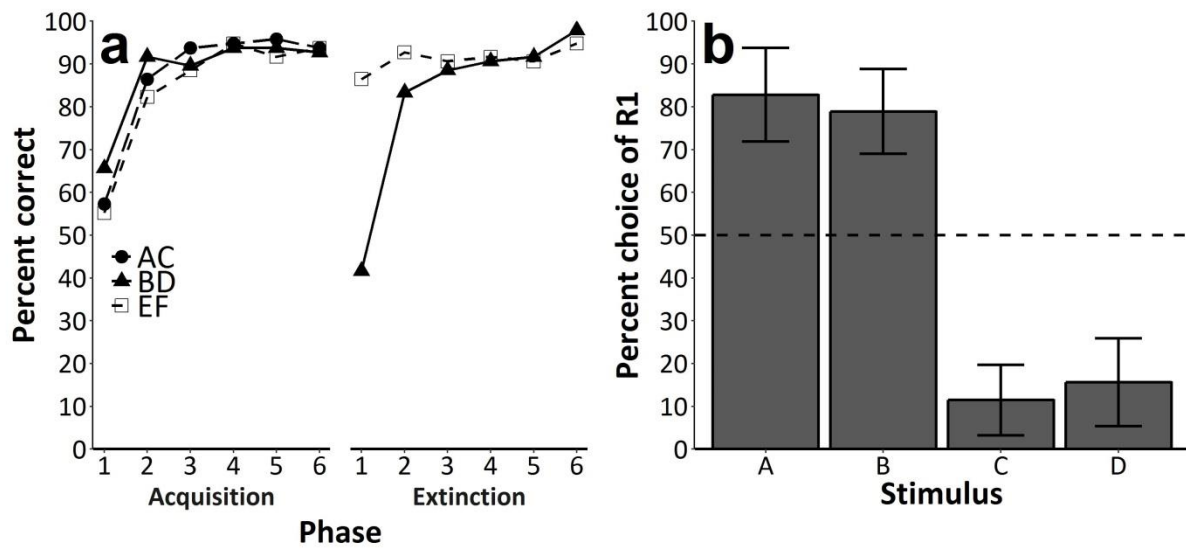 a
Percent correct
100
90
80
70
60
50
40
30
20
10
0
AC
BD
EF
1 2 3 4 5 6
Acquisition
1 2 3 4 5 6
Extinction
Phase
b
Percent choice of R1
100
90
80
70
60
50
40
30
20
10
0
A B C D
Stimulus